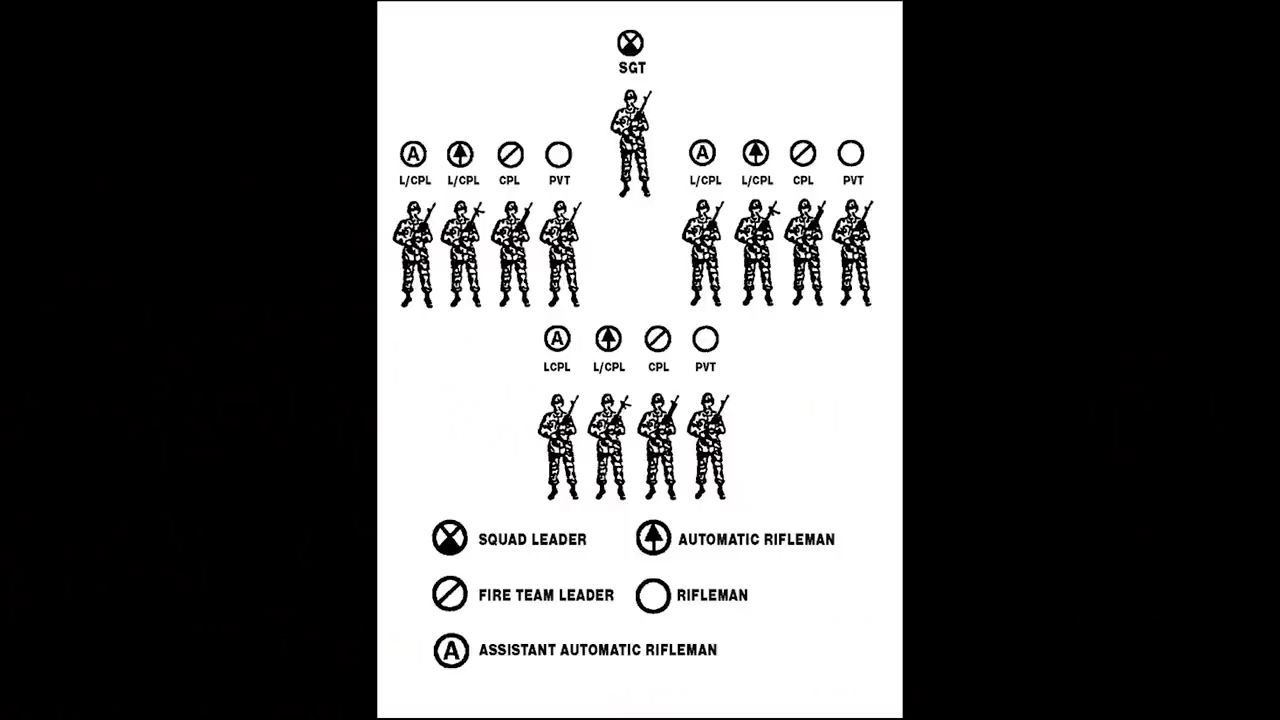 SGT
L/CPL L/CPL CPL PVT
L/CPL L/CPL CPL PVT
LCPL L/CPL CPL PVT
SQUAD LEADER
AUTOMATIC RIFLEMAN
FIRE TEAM LEADER
RIFLEMAN
A ASSISTANT AUTOMATIC RIFLEMAN